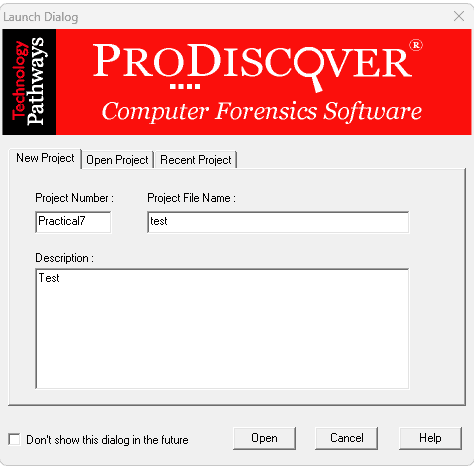 Launch Dialog
Technology
Pathways
PRODISCOVER®
Computer Forensics Software
New Project Open Project Recent Project
Project Number : Project File Name :
Practical7 test
Description :
Test
Don't show this dialog in the future Open Cancel Help